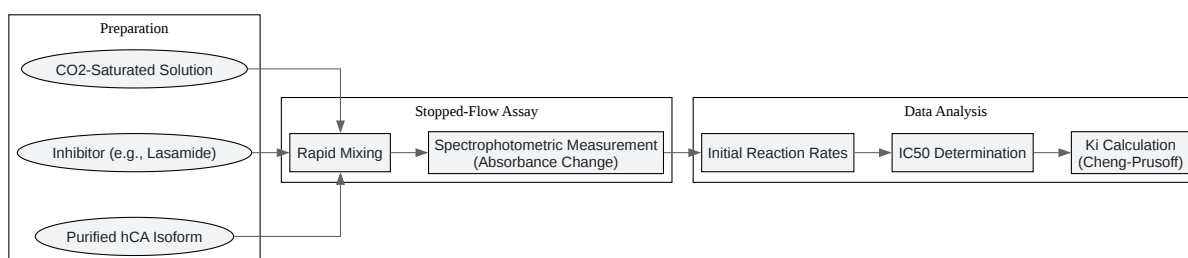 Preparation
CO2-Saturated Solution
Inhibitor (e.g., Lasamide)
Purified hCA Isoform
Stopped-Flow Assay
Rapid Mixing
Spectrophotometric Measurement
(Absorbance Change)
Data Analysis
Initial Reaction Rates
IC50 Determination
Ki Calculation
(Cheng-Prusoff)